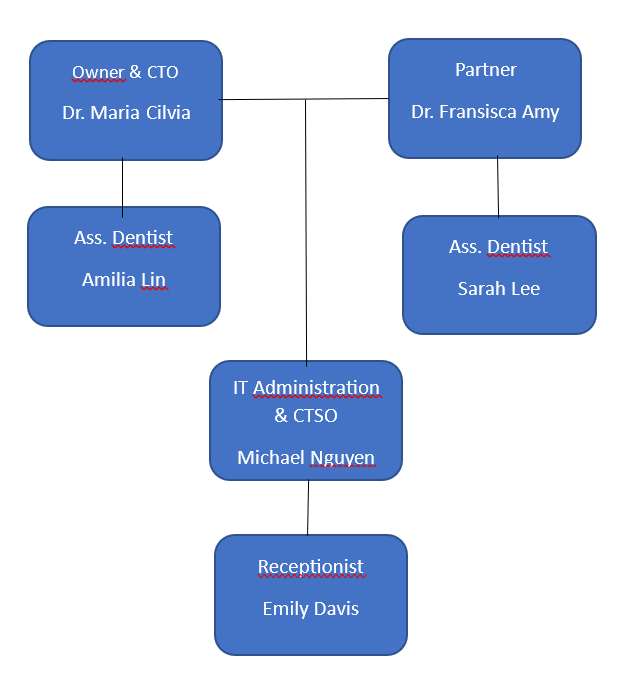 Owner & CTO
Dr. Maria Cilvia
Partner
Dr. Fransisca Amy
Ass. Dentist
Amilia Lin
Ass. Dentist
Sarah Lee
IT Administration
& CTSO
Michael Nguyen
Receptionist
Emily Davis